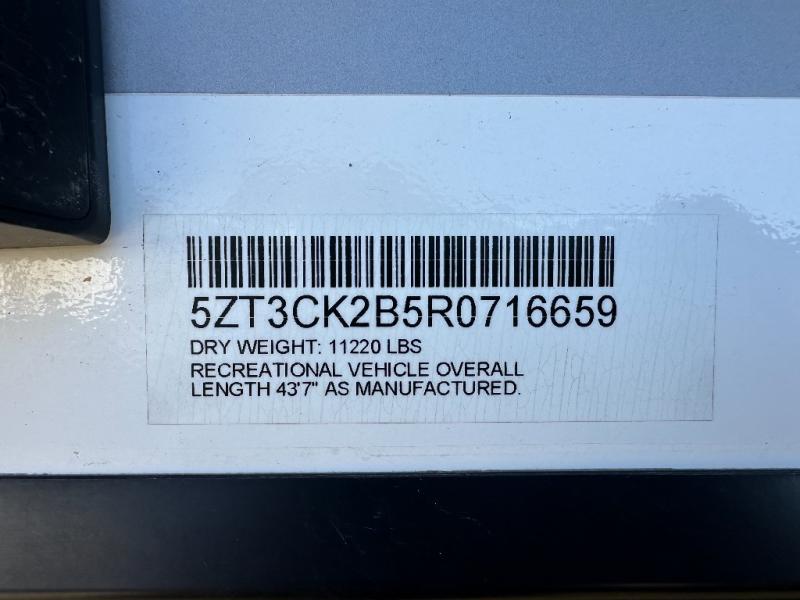 5ZT3CK2B5R0716659
DRY WEIGHT: 11220 LBS
RECREATIONAL VEHICLE OVERALL
LENGTH 43'7" AS MANUFACTURED.